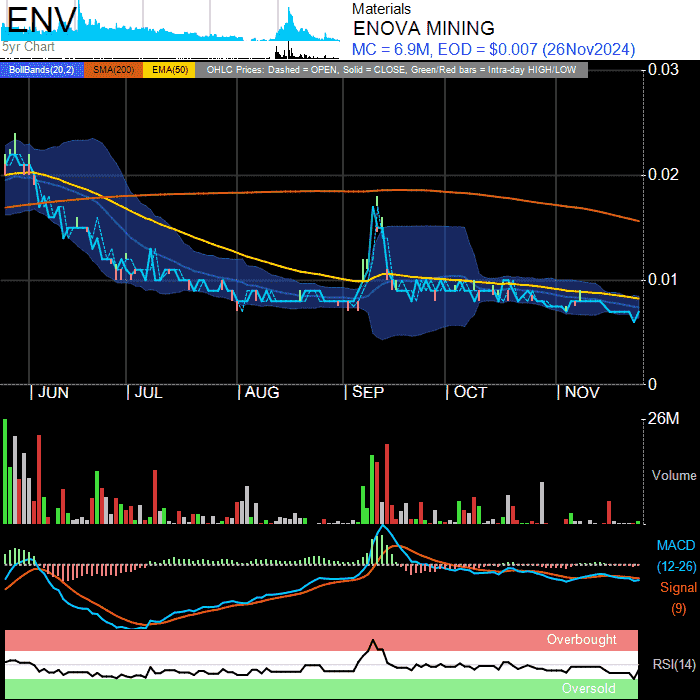 ENV
5yr Chart
Materials
ENOVA MINING
MC = 6.9M, EOD = $0.007 (26Nov2024)
BollBands(20,2) SMA(200) EMA(50) OHLC Prices: Dashed = OPEN, Solid = CLOSE, Green/Red bars = Intra-day HIGH/LOW
0.03
0.02
0.01
0
JUN JUL AUG SEP OCT NOV
26M
Volume
MACD
(12-26)
Signal
(9)
Overbought
RSI(14)
Oversold